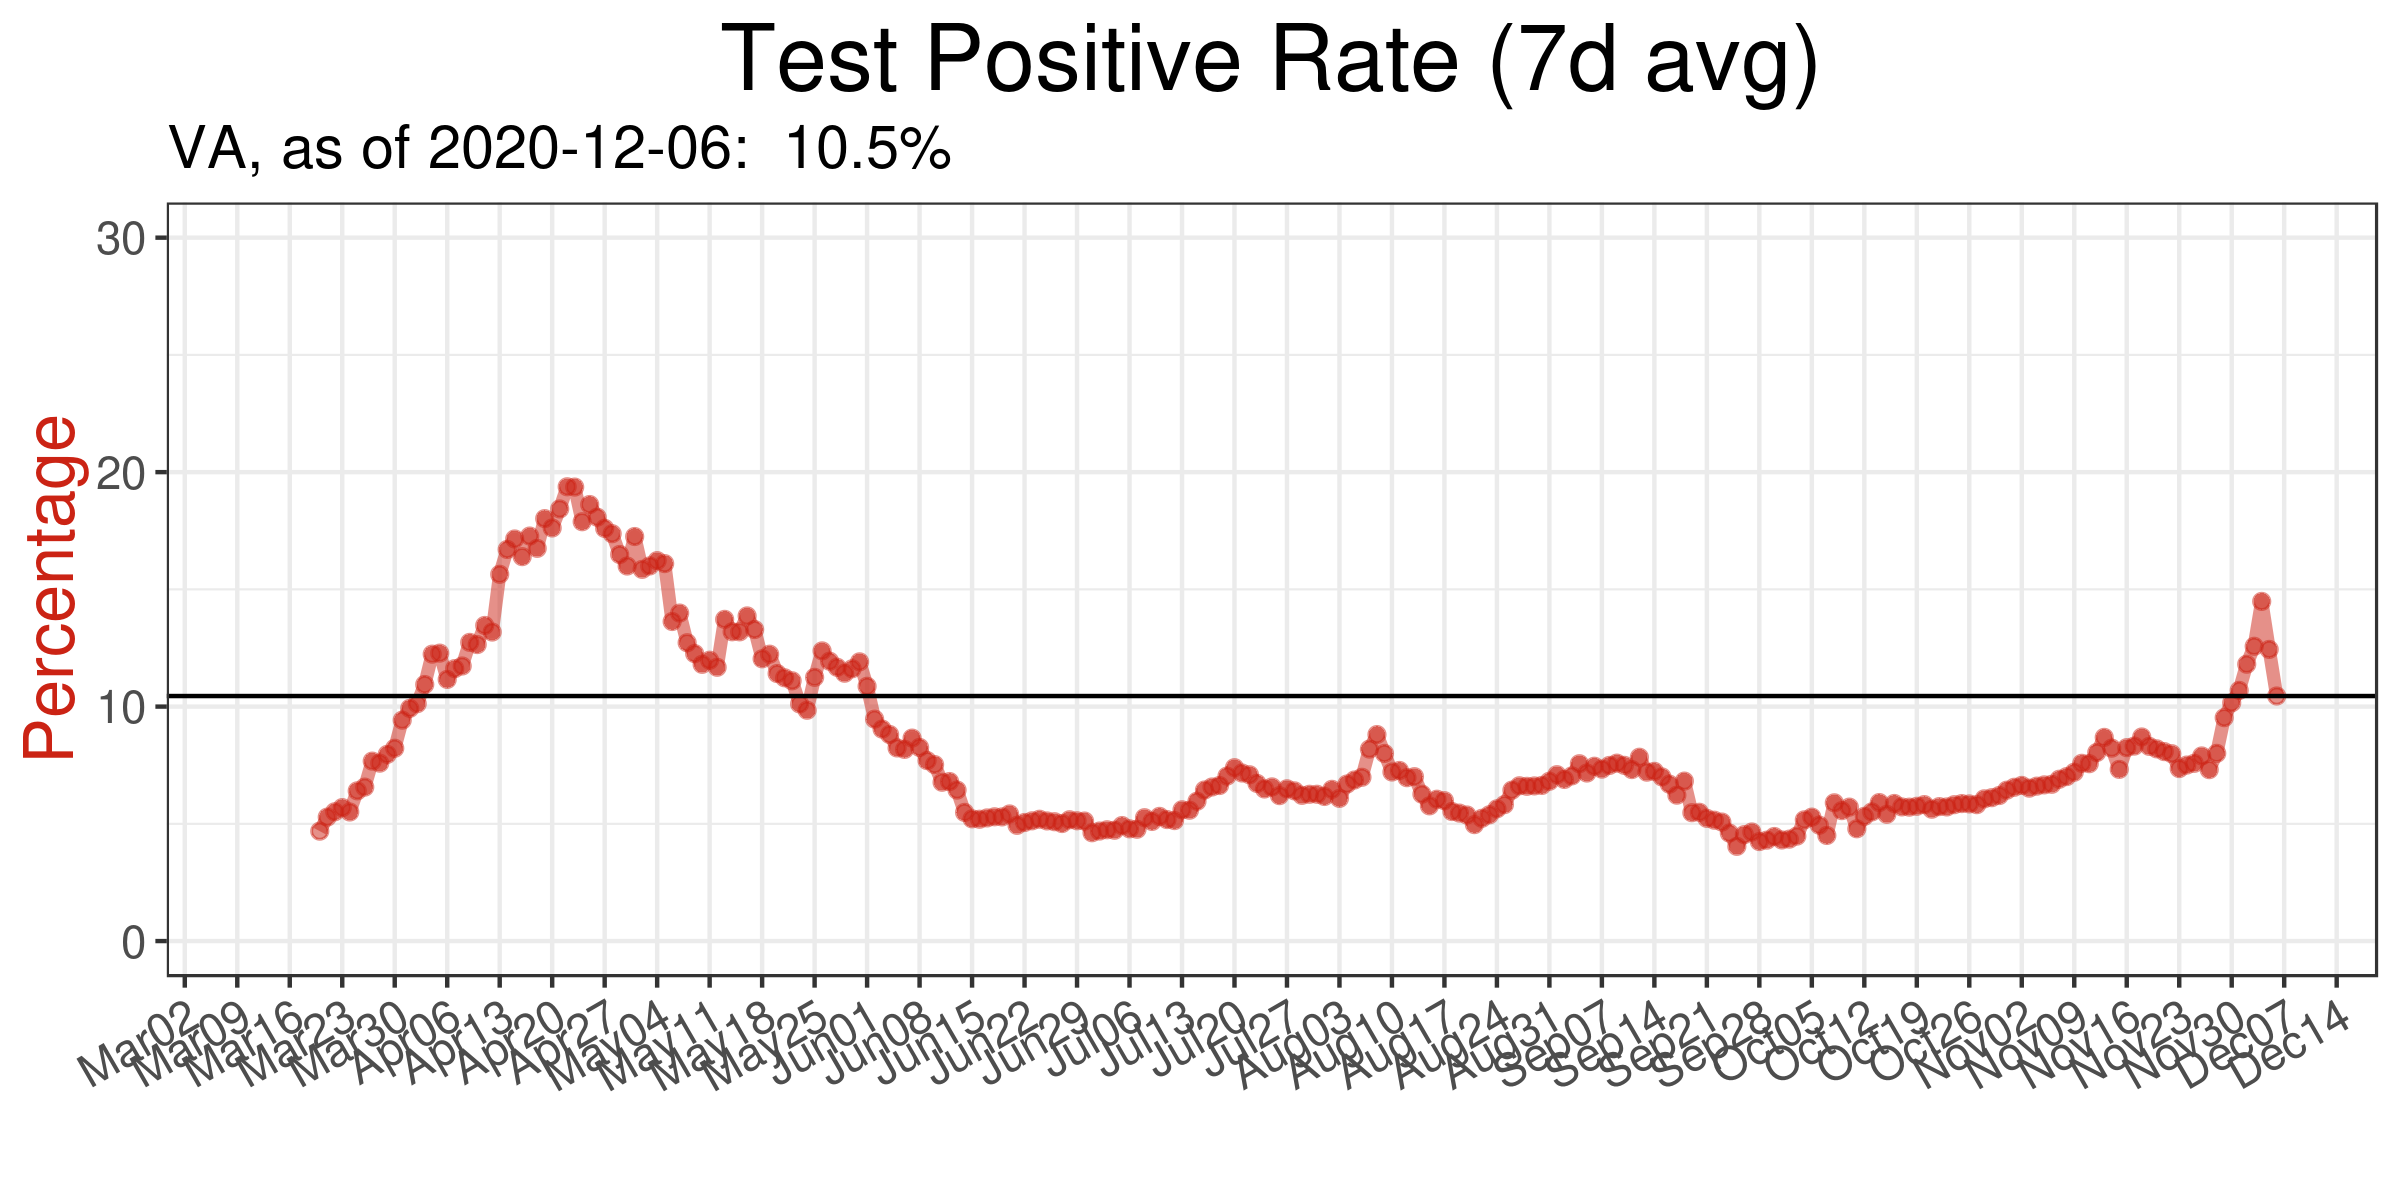 Test Positive Rate (7d avg)
VA, as of 2020-12-06:  10.5%
Percentage
30
20
10
0
Mar02
Mar09
Mar16
Mar23
Mar30
Apr06
Apr13
Apr20
Apr27
May04
May11
May18
May25
Jun01
Jun08
Jun15
Jun22
Jun29
Jul06
Jul13
Jul20
Jul27
Aug03
Aug10
Aug17
Aug24
Aug31
Sep07
Sep14
Sep21
Sep28
Oct05
Oct12
Oct19
Oct26
Nov02
Nov09
Nov16
Nov23
Nov30
Dec07
Dec14